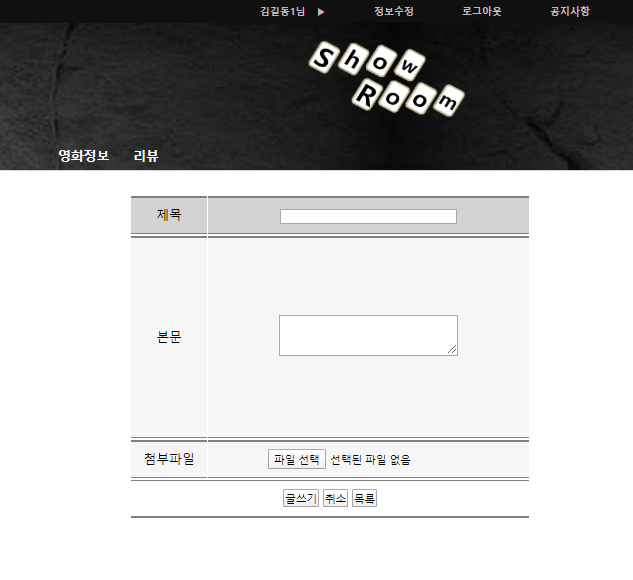 김길동1님 ▶ 정보수정 로그아웃 공지사항
Show
Room
영화정보 리뷰
제목
본문
첨부파일 파일 선택 선택된 파일 없음
글쓰기 취소 목록